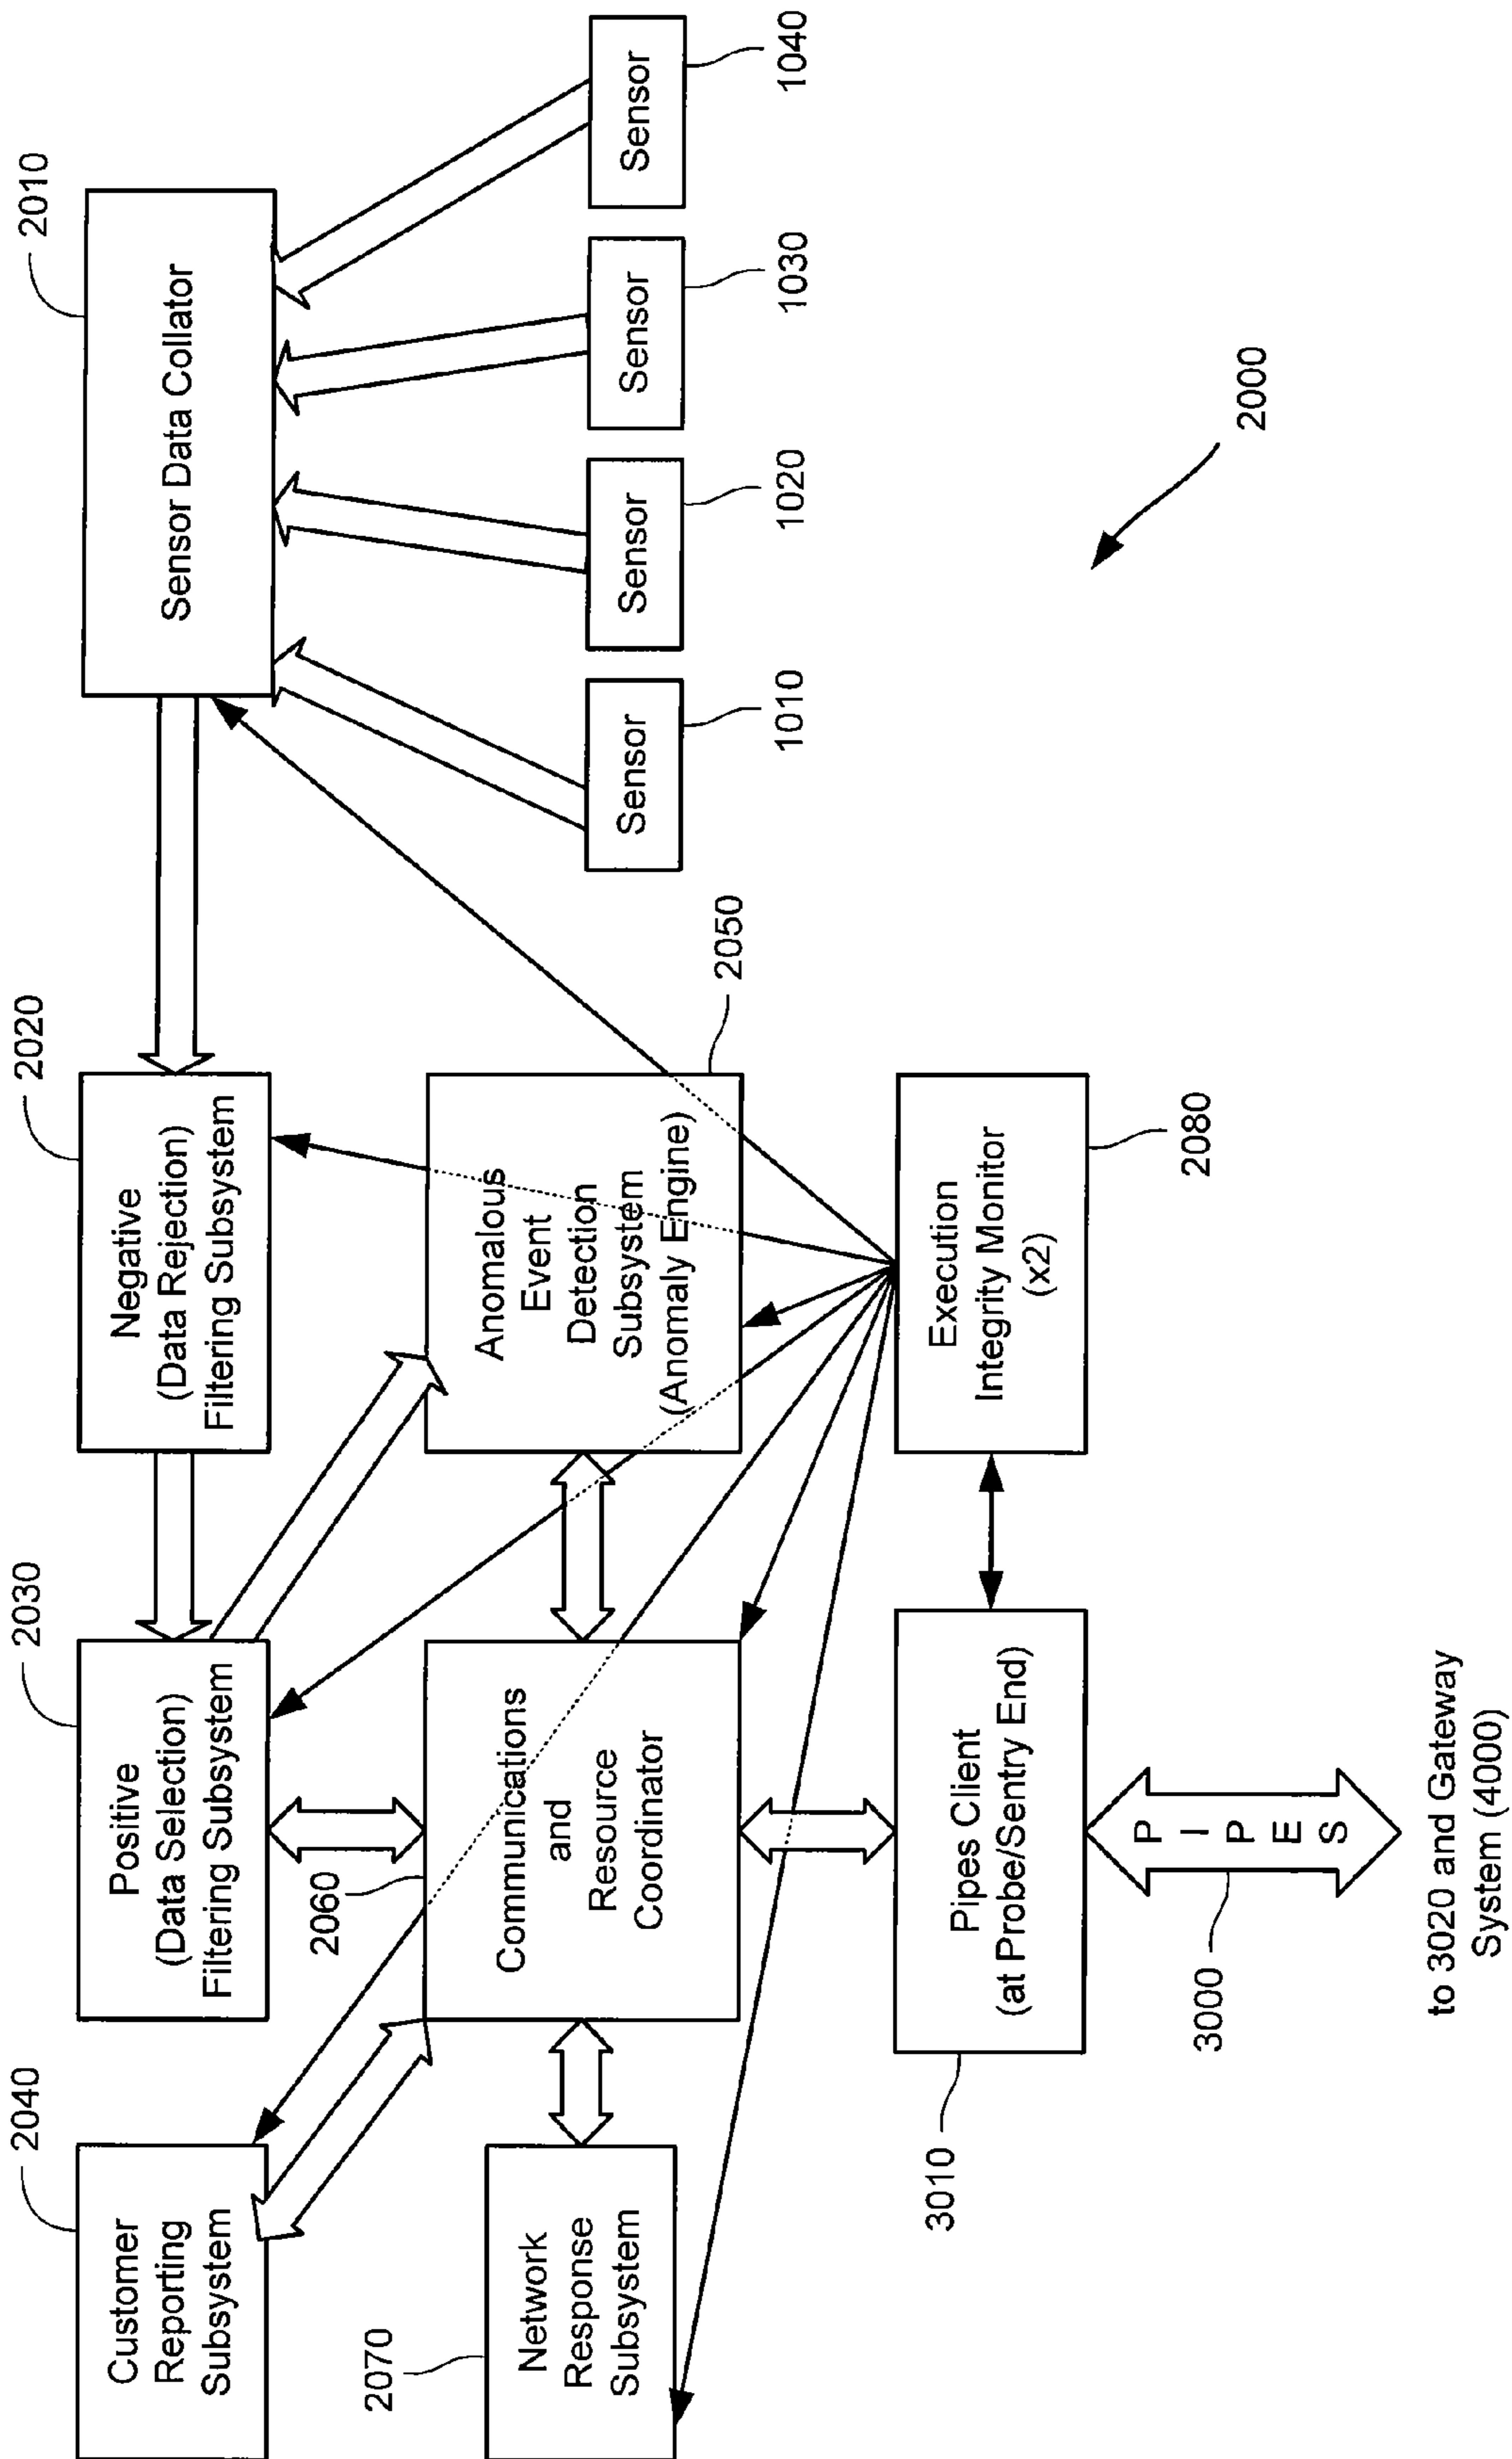 2040
Customer
Reporting
Subsystem
2030
Positive
(Data Selection)
Filtering Subsystem
2020
Negative
(Data Rejection)
Filtering Subsystem
2010
Sensor Data Collator
2060
2070
Network
Response
Subsystem
Communications
and
Resource
Coordinator
Anomalous
Event
Detection
Subsystem
(Anomaly Engine)
2050
Sensor
1010
Sensor
1020
Sensor
1030
Sensor
1040
3010
Pipes Client
(at Probe/Sentry End)
Execution
Integrity Monitor
(x2)
2080
2000
3000
PIPES
to 3020 and Gateway
System (4000)